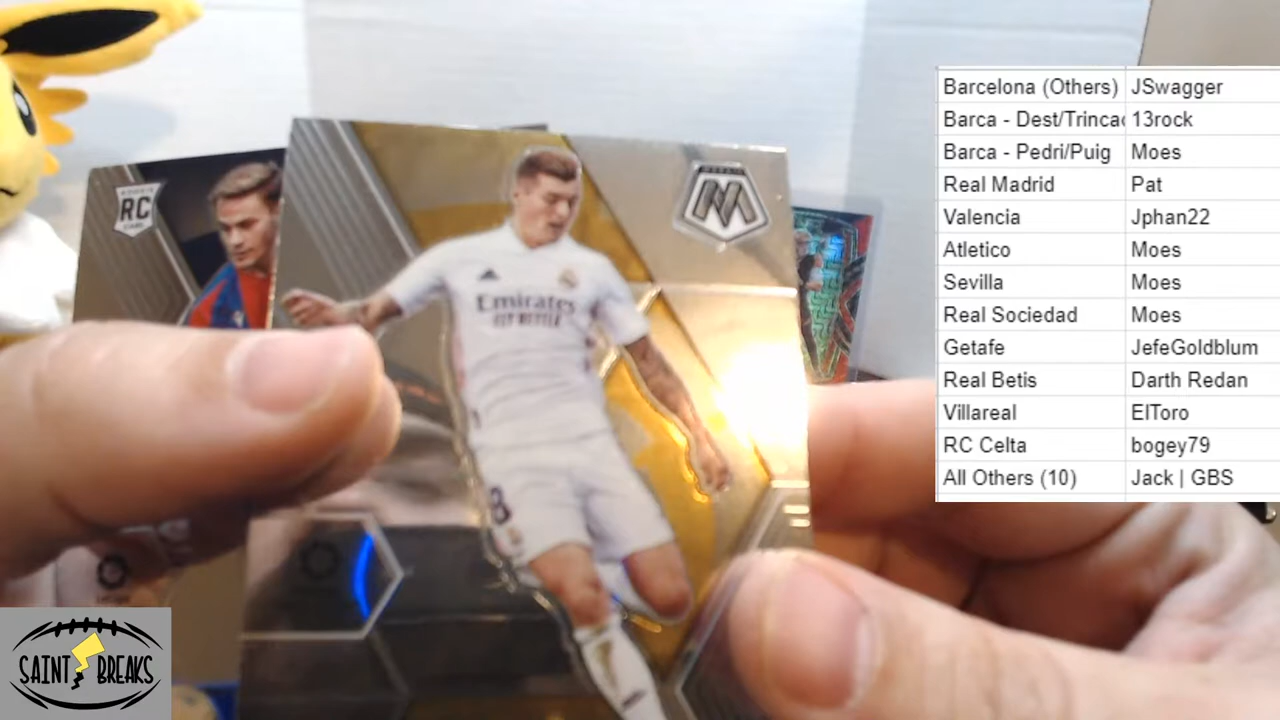 Barcelona (Others) JSwagger
Barca - Dest/Trincac 13rock
Barca - Pedri/Puig Moes
Real Madrid Pat
Valencia Jphan22
Atletico Moes
Sevilla Moes
Real Sociedad Moes
Getafe JefeGoldblum
Real Betis Darth Redan
Villareal ElToro
RC Celta bogey79
All Others (10) Jack | GBS
RC
MOSAIC
M
Emirates
FLY BETTER
8
SAINT BREAKS